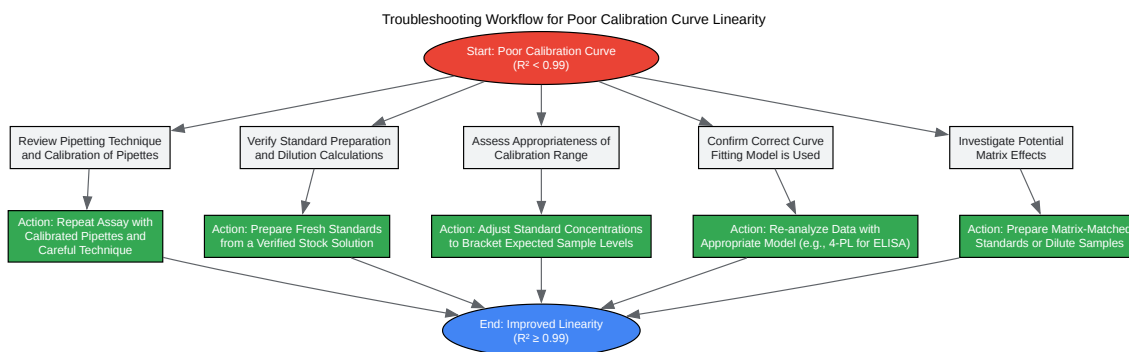 Troubleshooting Workflow for Poor Calibration Curve Linearity
Start: Poor Calibration Curve
(R² < 0.99)
Review Pipetting Technique
and Calibration of Pipettes
Verify Standard Preparation
and Dilution Calculations
Assess Appropriateness of
Calibration Range
Confirm Correct Curve
Fitting Model is Used
Investigate Potential
Matrix Effects
Action: Repeat Assay with
Calibrated Pipettes and
Careful Technique
Action: Prepare Fresh Standards
from a Verified Stock Solution
Action: Adjust Standard Concentrations
to Bracket Expected Sample Levels
Action: Re-analyze Data with
Appropriate Model (e.g., 4-PL for ELISA)
Action: Prepare Matrix-Matched
Standards or Dilute Samples
End: Improved Linearity
(R² ≥ 0.99)